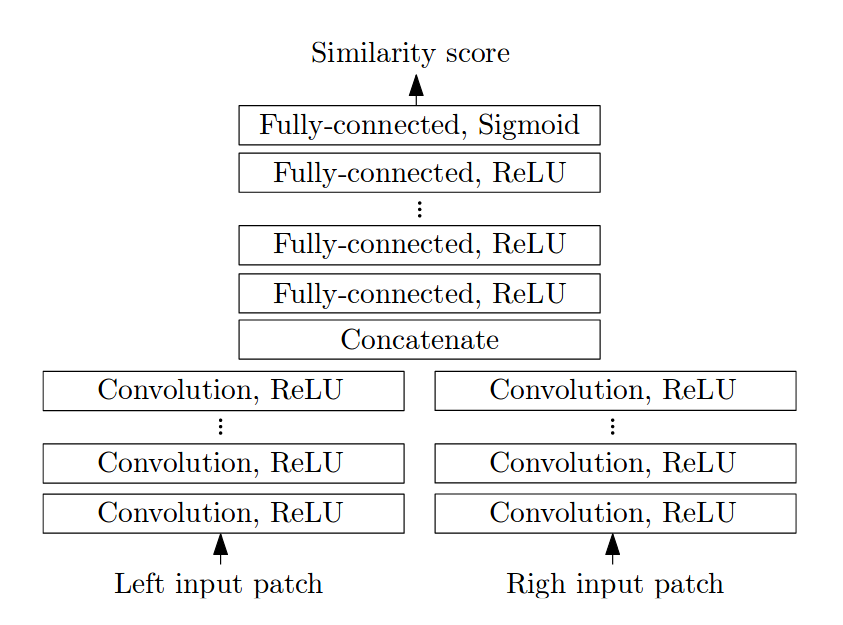 Similarity score
Fully-connected, Sigmoid
Fully-connected, ReLU
⋮
Fully-connected, ReLU
Fully-connected, ReLU
Concatenate
Convolution, ReLU Convolution, ReLU
⋮ ⋮
Convolution, ReLU Convolution, ReLU
Convolution, ReLU Convolution, ReLU
Left input patch Righ input patch